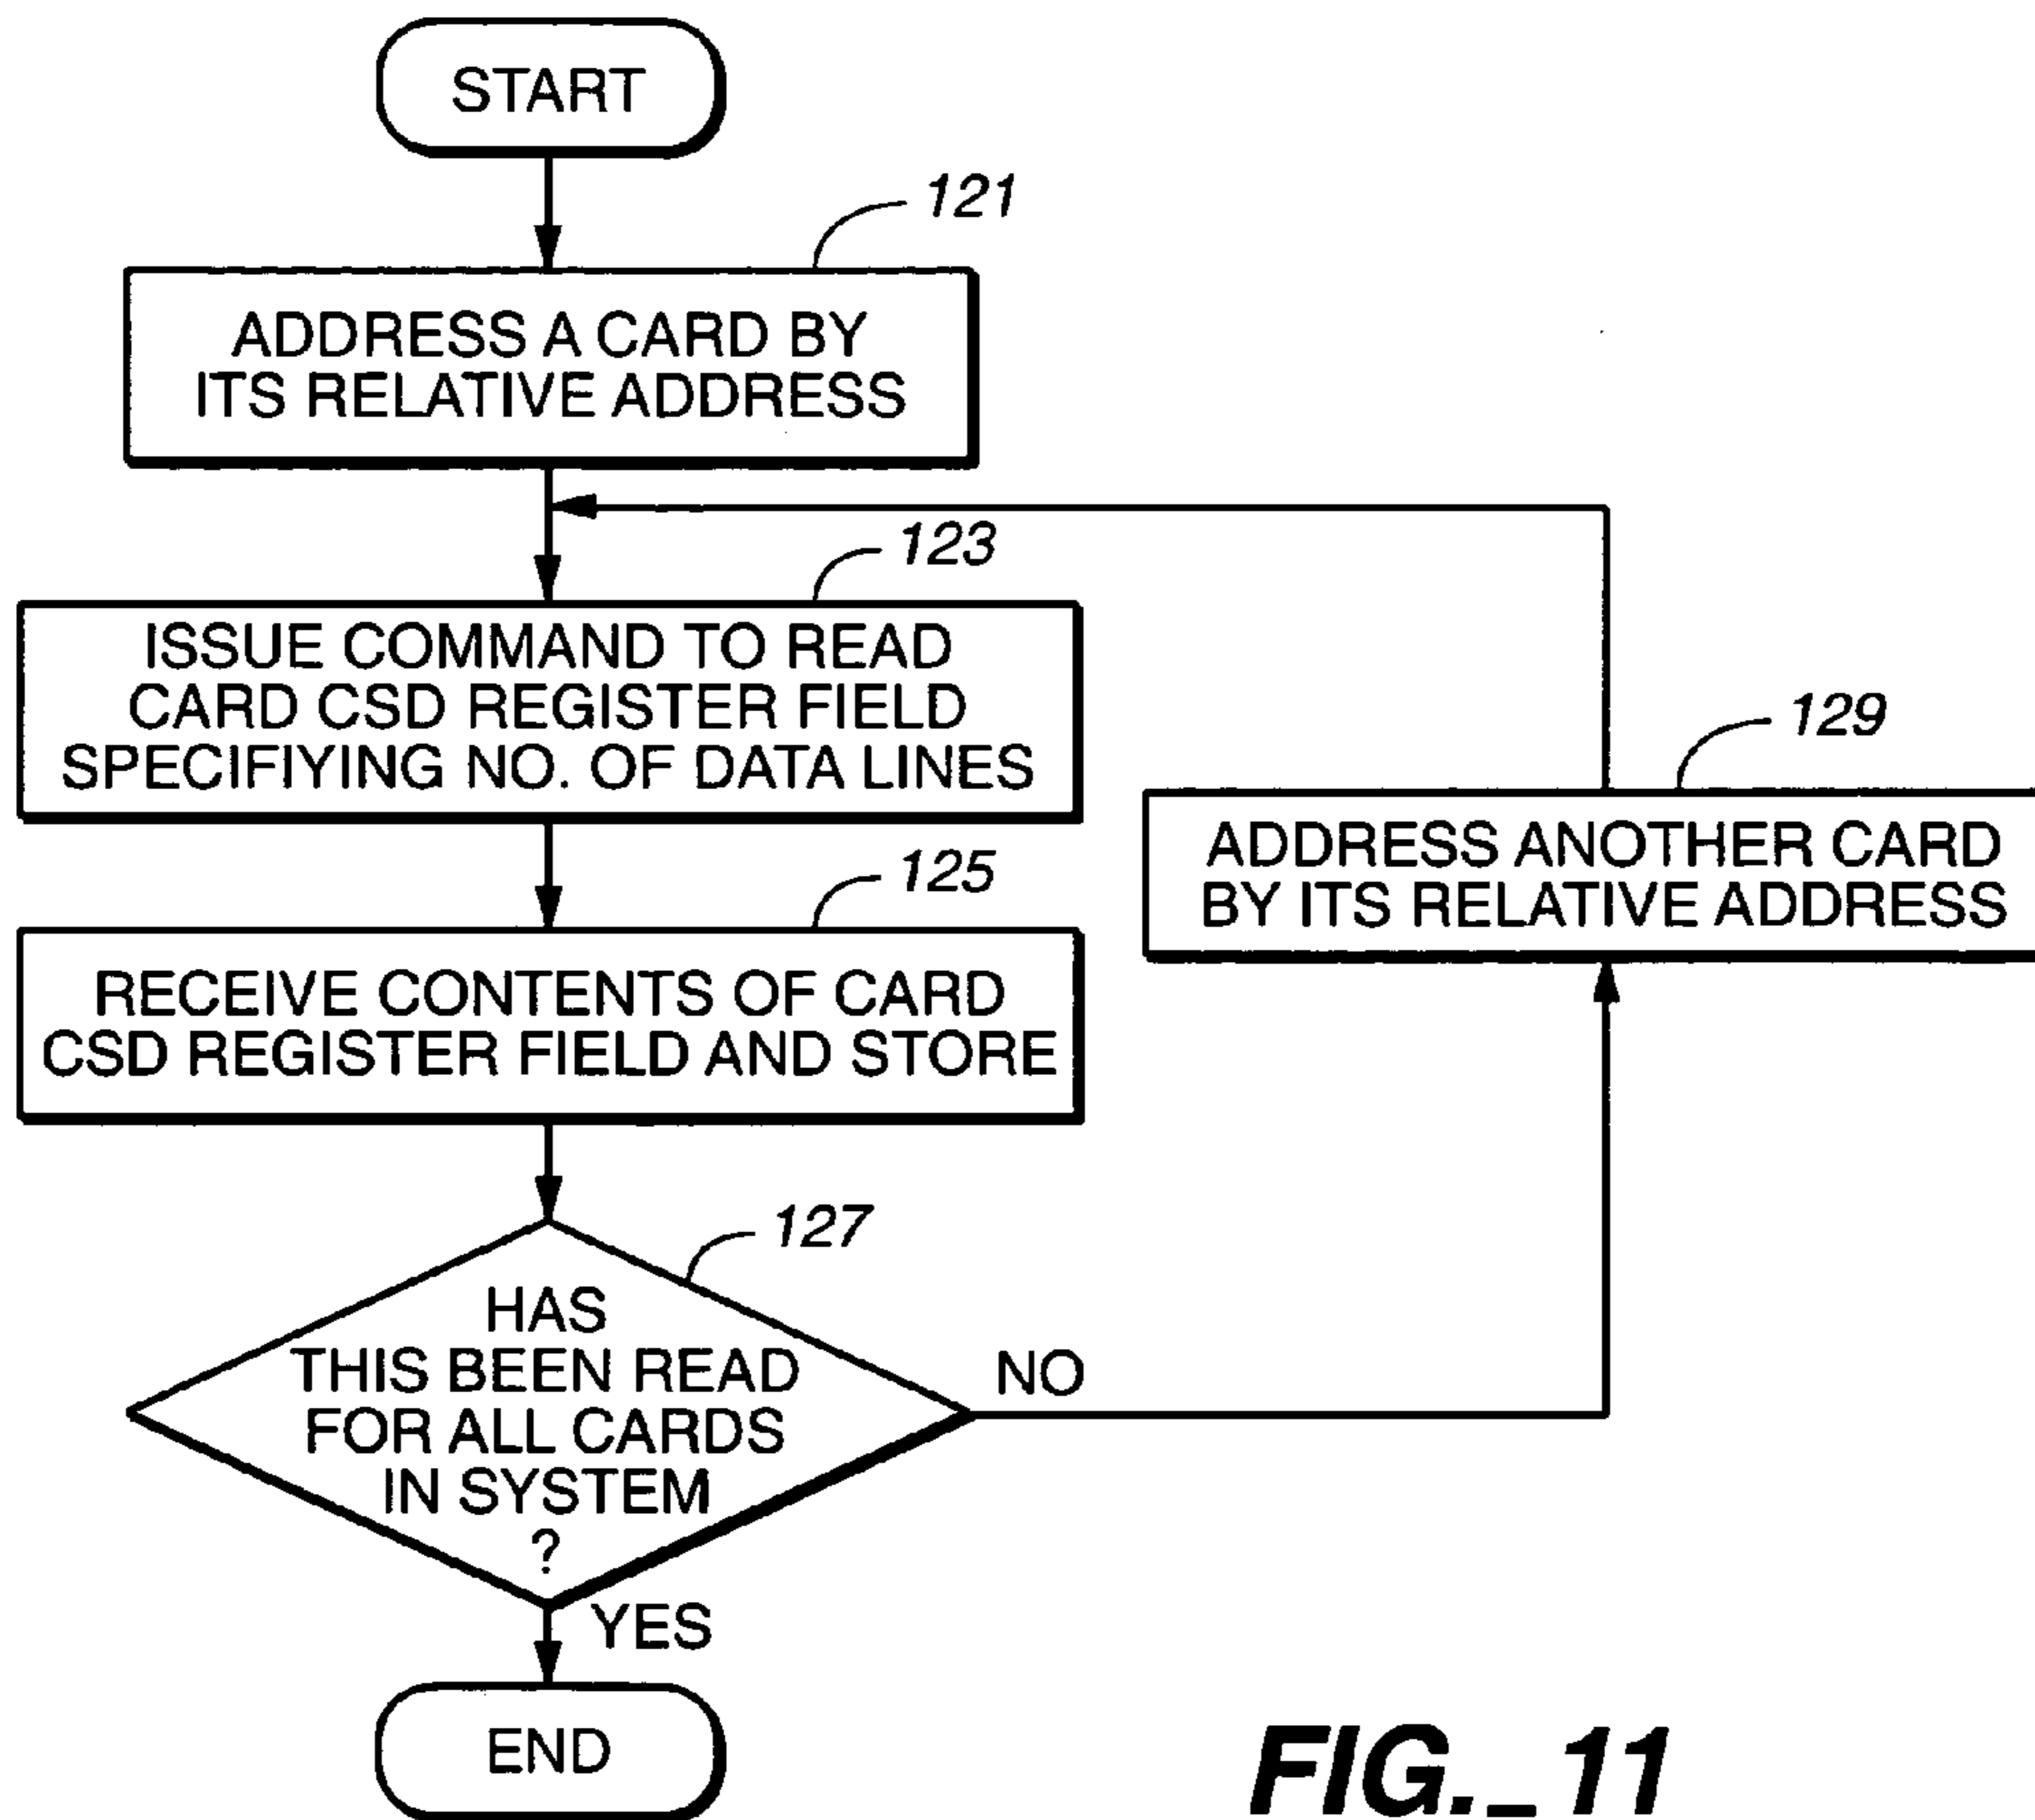 START
121
ADDRESS A CARD BY
ITS RELATIVE ADDRESS
123
ISSUE COMMAND TO READ
CARD CSD REGISTER FIELD
SPECIFIYING NO. OF DATA LINES
129
ADDRESS ANOTHER CARD
BY ITS RELATIVE ADDRESS
125
RECEIVE CONTENTS OF CARD
CSD REGISTER FIELD AND STORE
127
HAS
THIS BEEN READ
FOR ALL CARDS
IN SYSTEM
?
NO
YES
END
FIG._11